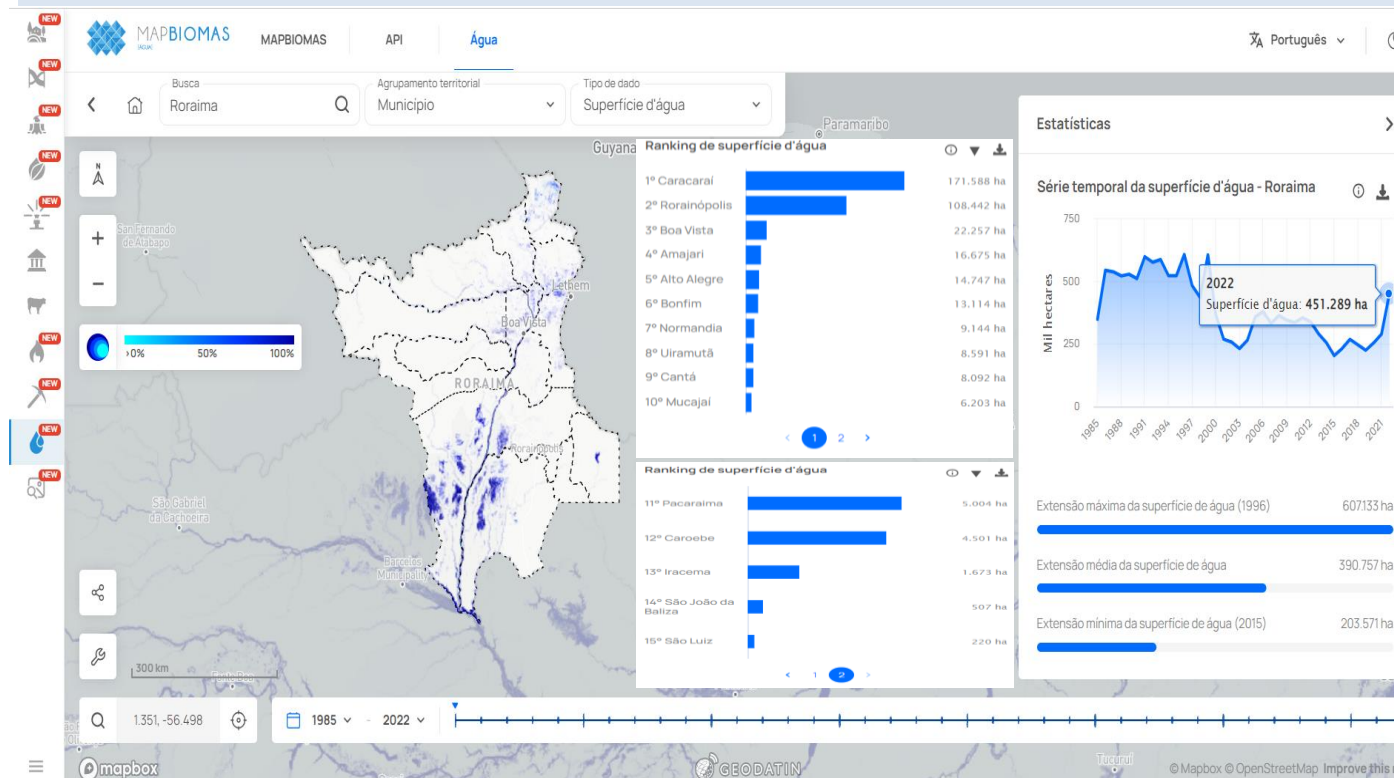 NEW
NEW
NEW
NEW
NEW
NEW
NEW
NEW
NEW
MAPBIOMAS
[ÁGUA]
MAPBIOMAS
API
Água
Português
Busca
Roraima
Agrupamento territorial
Município
Tipo de dado
Superfície d'água
N
+
−
›0%
50%
100%
Paramaribo
Guyana
San Fernando
de Atabapo
Lethem
Boa Vista
RORAIMA
Rorainópolis
São Gabriel
da Cachoeira
Barcelos
Fonte Boa
Tucuruí
Ranking de superfície d'água
1º Caracaraí 171.588 ha
2º Rorainópolis 108.442 ha
3º Boa Vista 22.257 ha
4º Amajari 16.675 ha
5º Alto Alegre 14.747 ha
6º Bonfim 13.114 ha
7º Normandia 9.144 ha
8º Uiramutã 8.591 ha
9º Cantá 8.092 ha
10º Mucajaí 6.203 ha
‹ 1 2 ›
Ranking de superfície d'água
11º Pacaraima 5.004 ha
12º Caroebe 4.501 ha
13º Iracema 1.673 ha
14º São João da
Baliza 507 ha
15º São Luiz 220 ha
‹ 1 2 ›
Estatísticas
Série temporal da superfície d'água - Roraima
750
500
250
0
Mil hectares
2022
Superfície d'água: 451.289 ha
1985 1988 1991 1994 1997 2000 2003 2006 2009 2012 2015 2018 2021
Extensão máxima da superfície de água (1996) 607.133 ha
Extensão média da superfície de água 390.757 ha
Extensão mínima da superfície de água (2015) 203.571 ha
300 km
1.351, -56.498
1985 - 2022
mapbox
GEODATIN
© Mapbox © OpenStreetMap Improve this